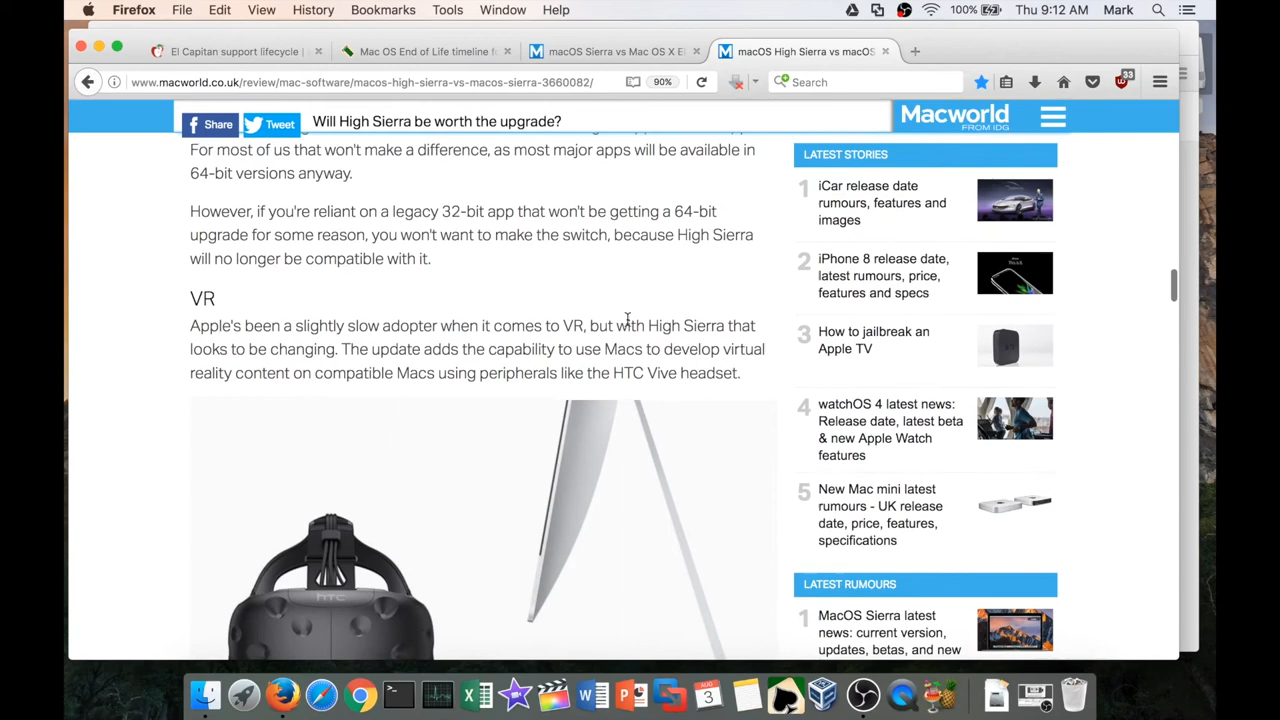 Firefox File Edit View History Bookmarks Tools Window Help 100% Thu 9:12 AM Mark
El Capitan support lifecycle | Mac OS End of Life timeline f macOS Sierra vs Mac OS X El macOS High Sierra vs macOS
www.macworld.co.uk/review/mac-software/macos-high-sierra-vs-macos-sierra-3660082/ 90% Search 33
Share Tweet Will High Sierra be worth the upgrade? Macworld
FROM IDG
For most of us that won't make a difference, as most major apps will be available in
64-bit versions anyway.
However, if you're reliant on a legacy 32-bit app that won't be getting a 64-bit
upgrade for some reason, you won't want to make the switch, because High Sierra
will no longer be compatible with it.
VR
Apple's been a slightly slow adopter when it comes to VR, but with High Sierra that
looks to be changing. The update adds the capability to use Macs to develop virtual
reality content on compatible Macs using peripherals like the HTC Vive headset.
hTC
LATEST STORIES
1 iCar release date
rumours, features and
images
2 iPhone 8 release date,
latest rumours, price,
features and specs
3 How to jailbreak an
Apple TV
4 watchOS 4 latest news:
Release date, latest beta
& new Apple Watch
features
5 New Mac mini latest
rumours - UK release
date, price, features,
specifications
LATEST RUMOURS
1 MacOS Sierra latest
news: current version,
updates, betas, and new
AUG
3